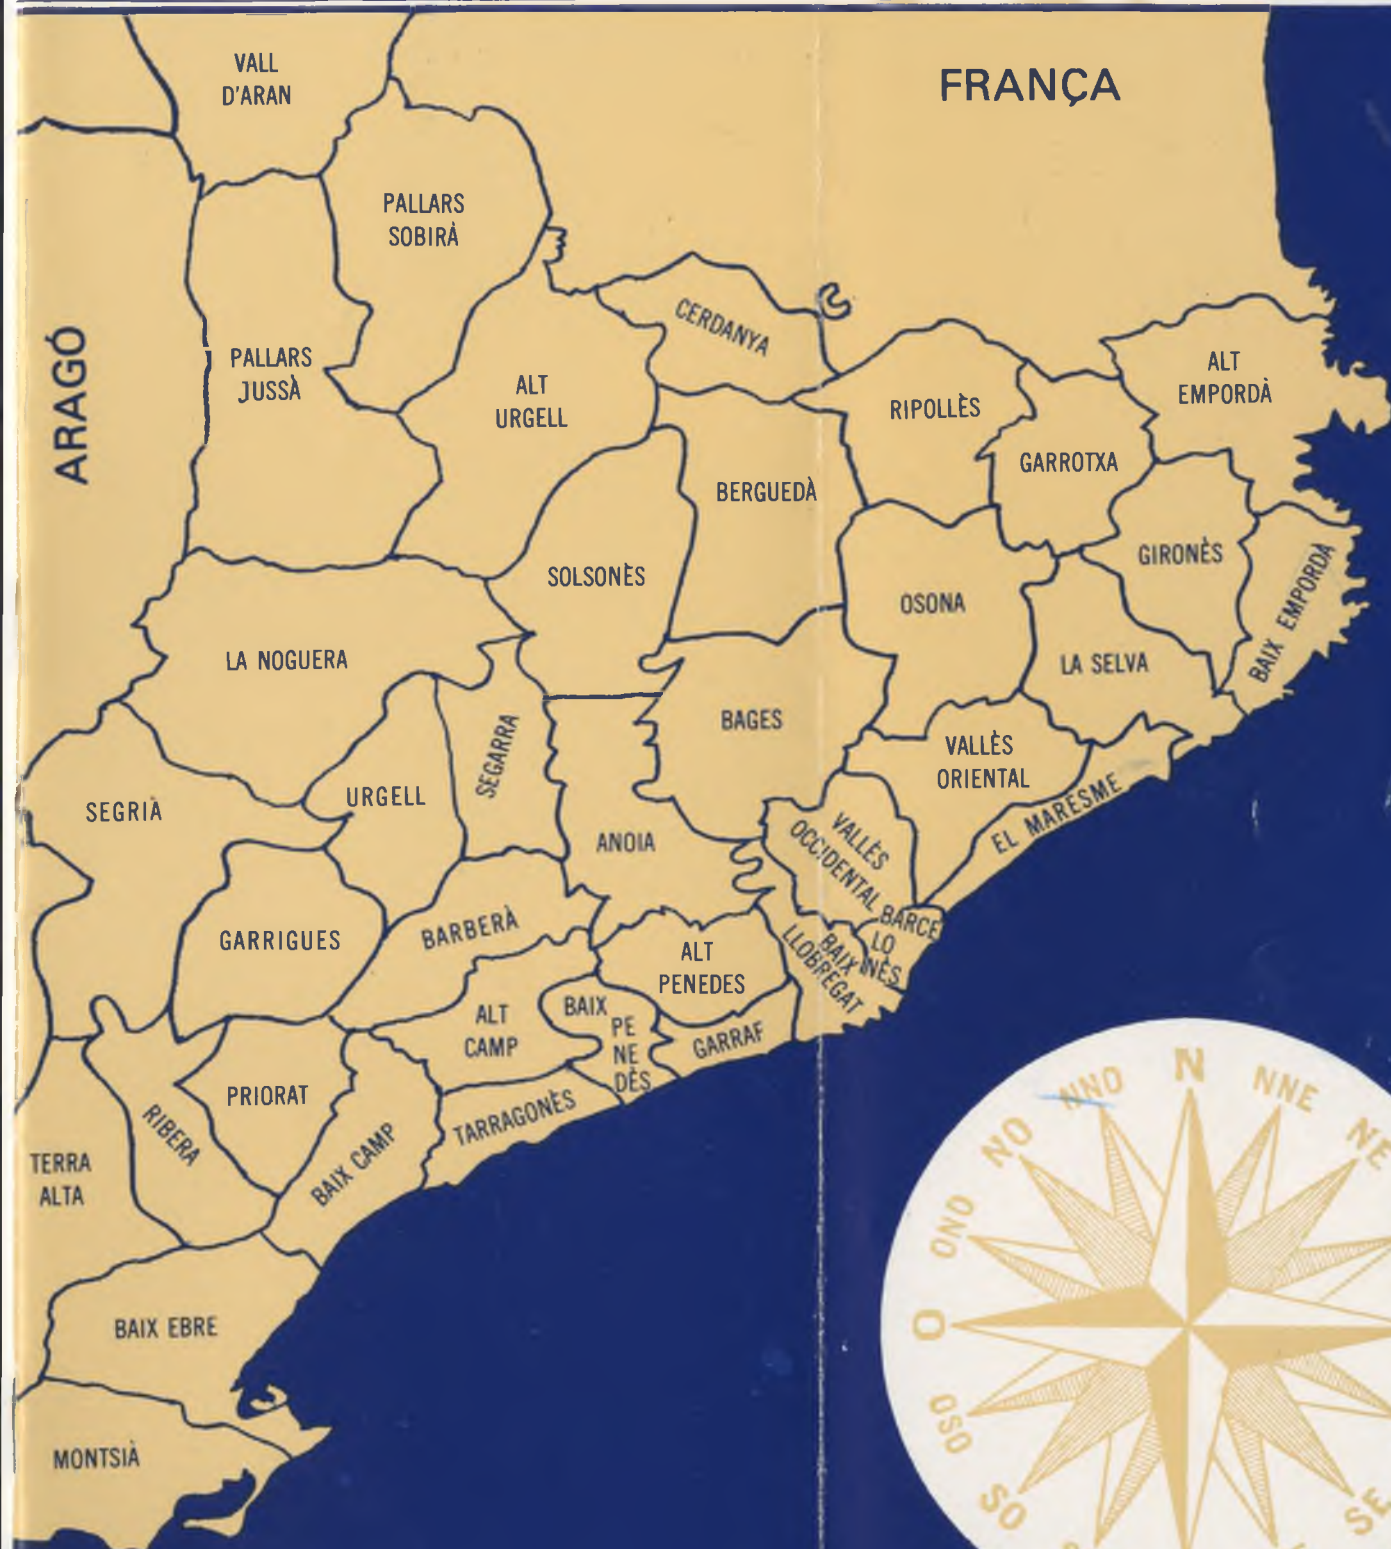 VALL
D'ARAN
FRANÇA
PALLARS
SOBIRÀ
ARAGÓ
PALLARS
JUSSÀ
CERDANYA
ALT
URGELL
RIPOLLÈS
ALT
EMPORDÀ
GARROTXA
BERGUEDÀ
SOLSONÈS
GIRONÈS
BAIX EMPORDÀ
OSONA
LA NOGUERA
LA SELVA
BAGES
SEGARRA
VALLÈS
ORIENTAL
SEGRIÀ
URGELL
ANOIA
VALLÈS
OCCIDENTAL
EL MARESME
GARRIGUES
BARBERÀ
ALT
PENEDES
BAIX
LLOBREGAT
BARCE
LO
NÈS
ALT
CAMP
BAIX
PE
NE
DÈS
GARRAF
PRIORAT
RIBERA
TARRAGONÈS
BAIX CAMP
TERRA
ALTA
BAIX EBRE
MONTSIÀ
N
NNE
NE
NNO
NO
ONO
O
OSO
SO
SE